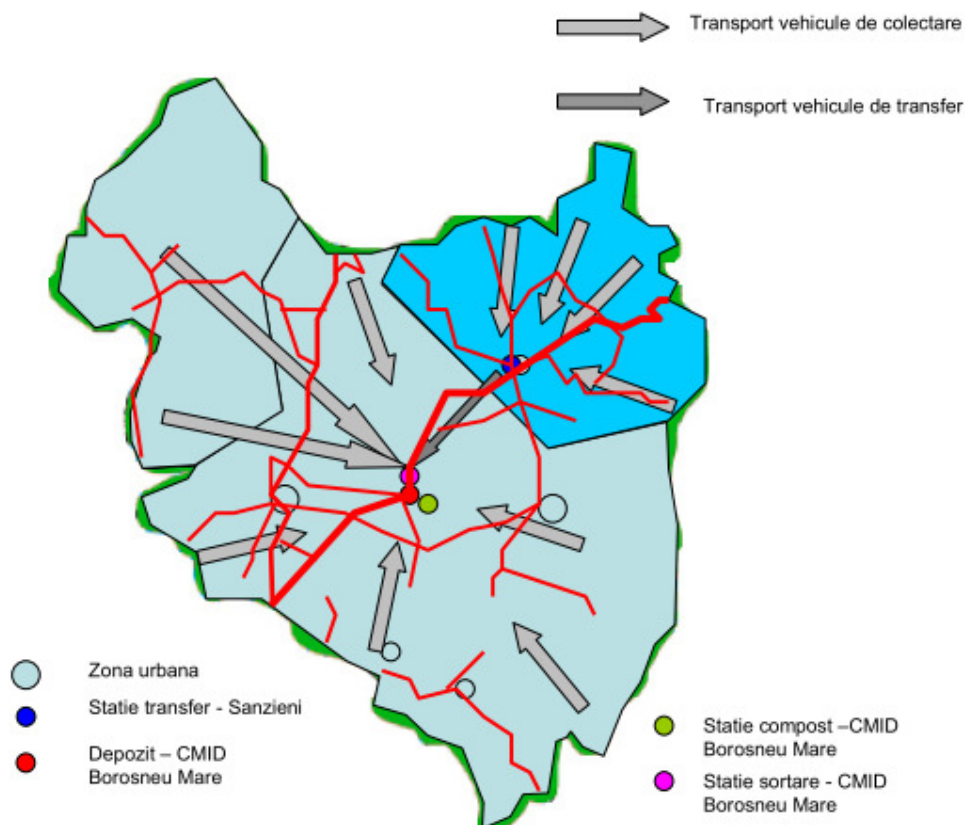 Transport vehicule de colectare
Transport vehicule de transfer
Zona urbana
Statie transfer - Sanzieni
Depozit – CMID
Borosneu Mare
Statie compost –CMID
Borosneu Mare
Statie sortare - CMID
Borosneu Mare